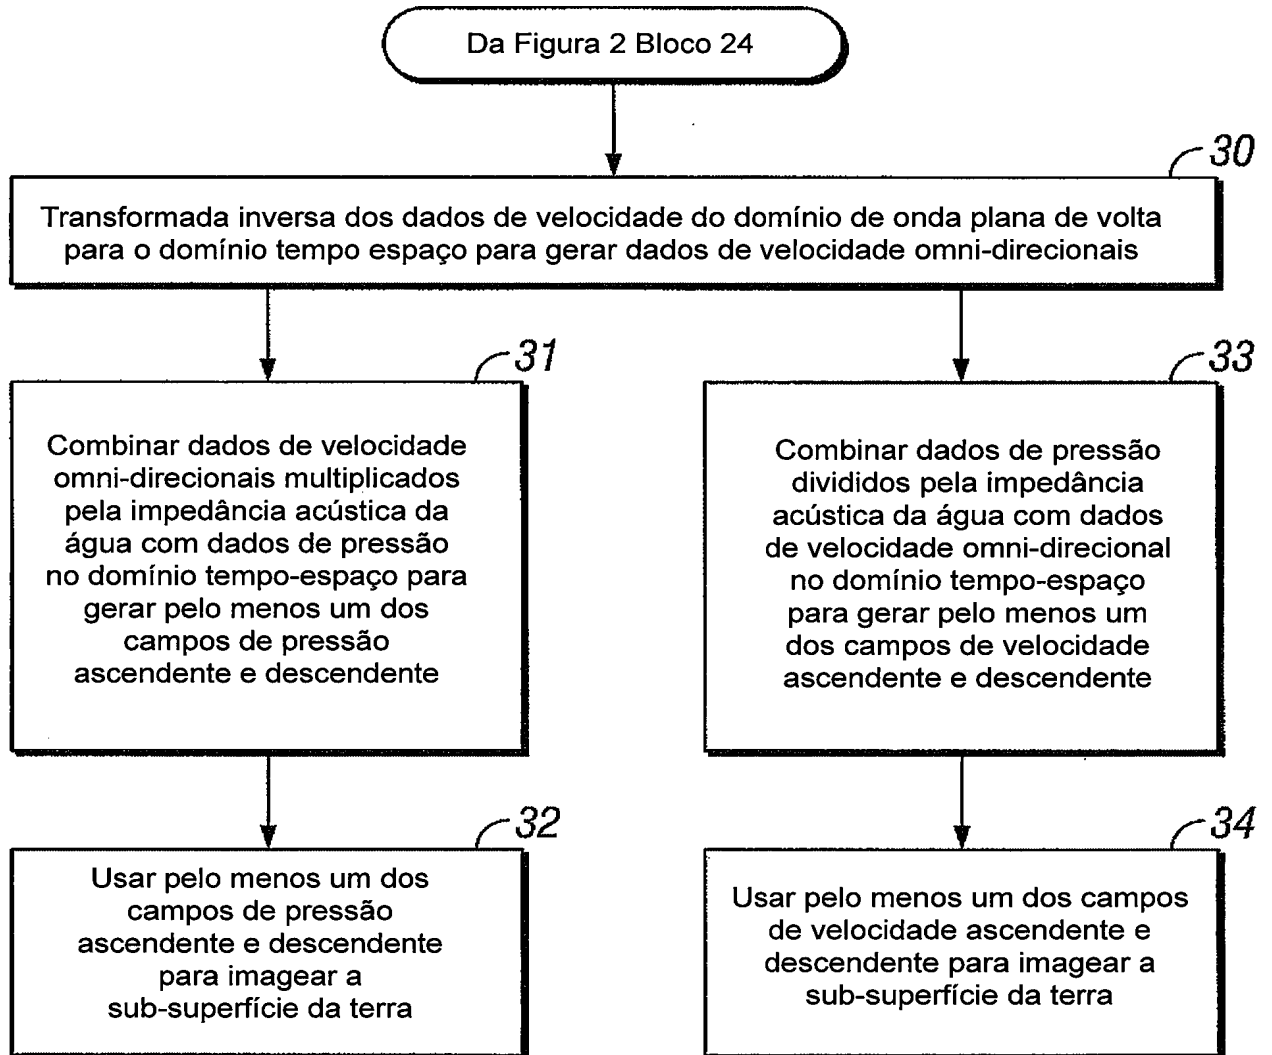 Da Figura 2 Bloco 24
30
Transformada inversa dos dados de velocidade do domínio de onda plana de volta
para o domínio tempo espaço para gerar dados de velocidade omni-direcionais
31
Combinar dados de velocidade
omni-direcionais multiplicados
pela impedância acústica da
água com dados de pressão
no domínio tempo-espaço para
gerar pelo menos um dos
campos de pressão
ascendente e descendente
33
Combinar dados de pressão
divididos pela impedância
acústica da água com dados
de velocidade omni-direcional
no domínio tempo-espaço
para gerar pelo menos um
dos campos de velocidade
ascendente e descendente
32
Usar pelo menos um dos
campos de pressão
ascendente e descendente
para imagear a
sub-superfície da terra
34
Usar pelo menos um dos campos
de velocidade ascendente e
descendente para imagear a
sub-superfície da terra